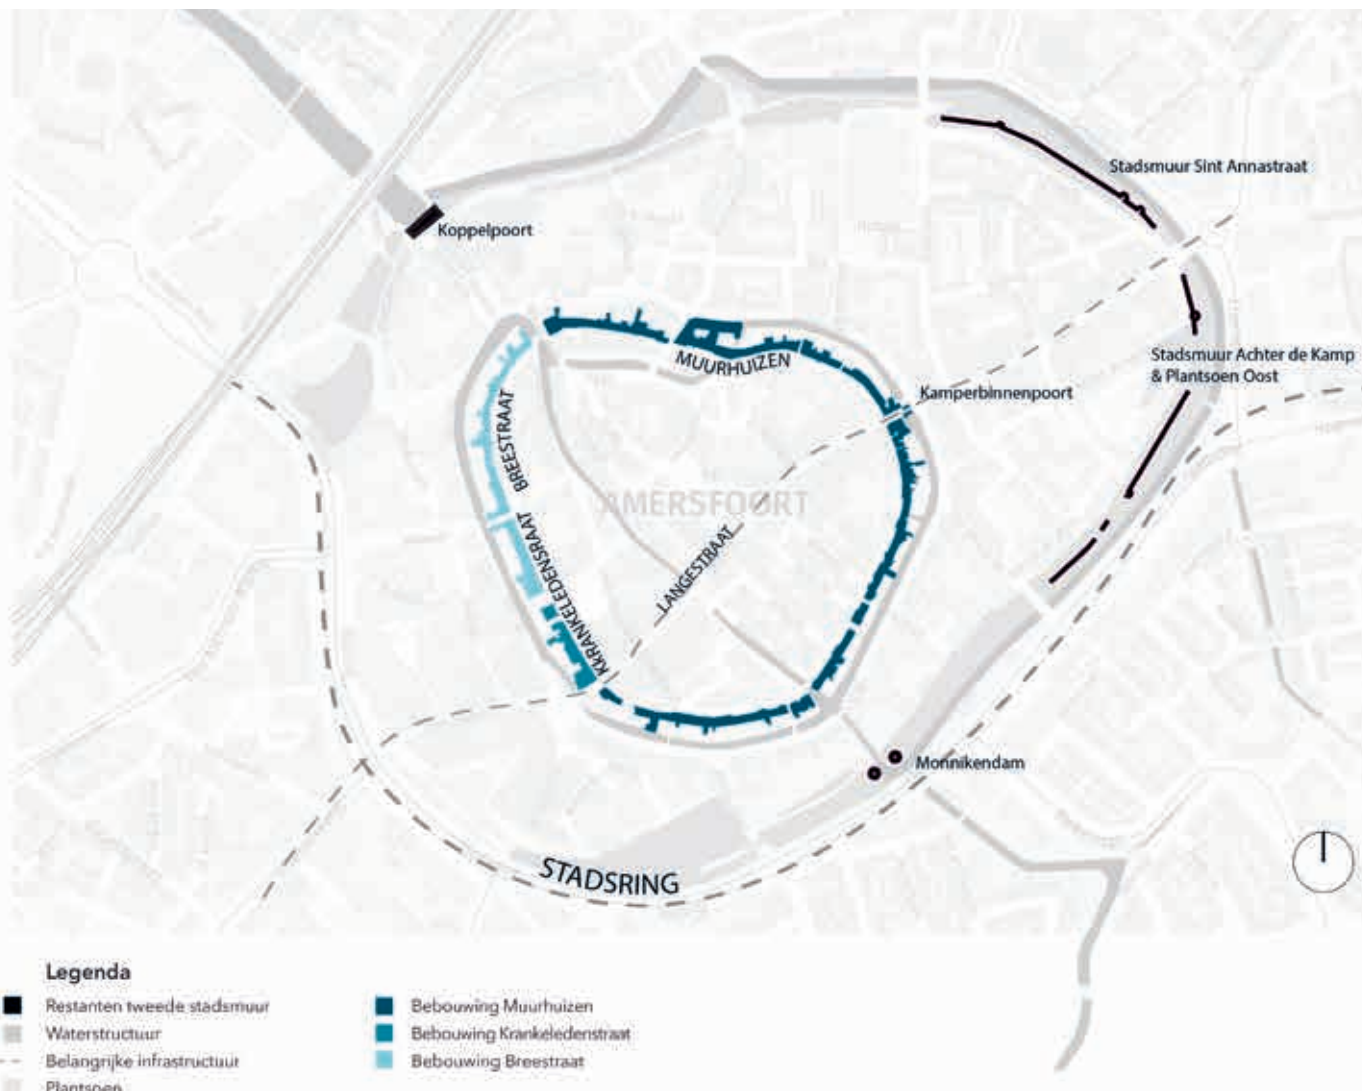 Stadsmuur Sint Annastraat
Koppelpoort
Stadsmuur Achter de Kamp
& Plantsoen Oost
MUURHUIZEN
Kamperbinnenpoort
BREESTRAAT
AMERSFOORT
KKRANKELEDENSRAAT
LANGESTRAAT
Monnikendam
STADSRING
Legenda
Restanten tweede stadsmuur
Waterstructuur
Belangrijke infrastructuur
Plantsoen
Bebouwing Muurhuizen
Bebouwing Krankeledenstraat
Bebouwing Breestraat